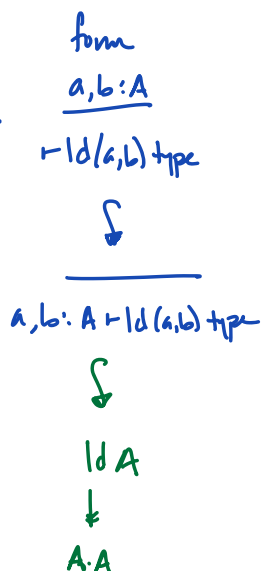 form
a, b : A
⊢ Id(a,b) type
a, b : A ⊢ Id(a,b) type
Id A
A.A